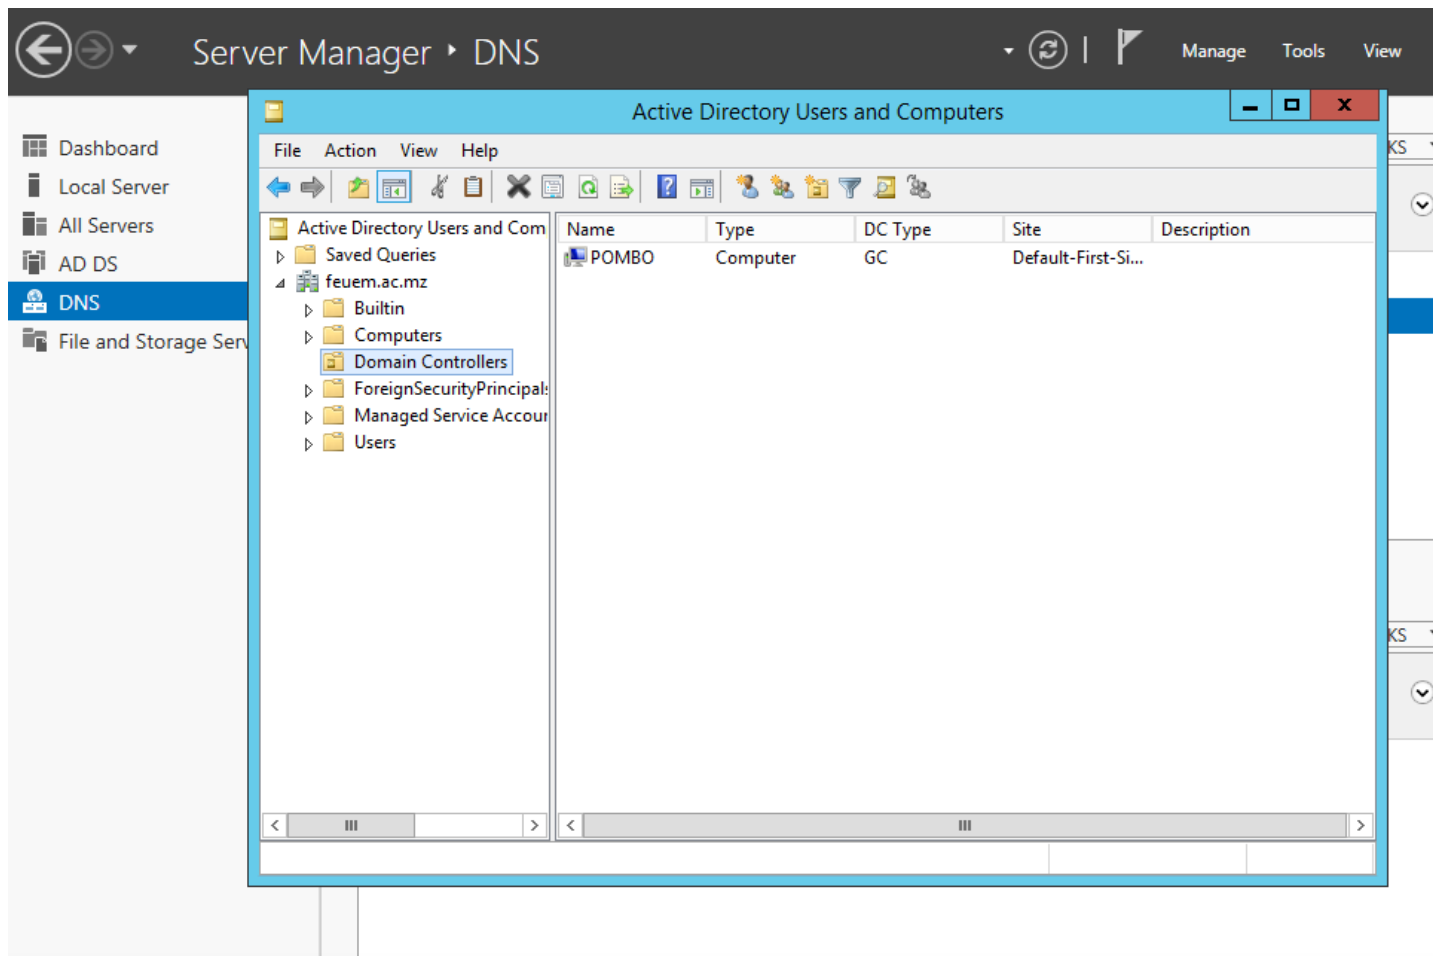 Server Manager ‣ DNS
Manage Tools View
Dashboard
Local Server
All Servers
AD DS
DNS
File and Storage Serv
Active Directory Users and Computers
File Action View Help
Active Directory Users and Com
Saved Queries
feuem.ac.mz
Builtin
Computers
Domain Controllers
ForeignSecurityPrincipals
Managed Service Accour
Users
Name Type DC Type Site Description
POMBO Computer GC Default-First-Si...
KS
KS